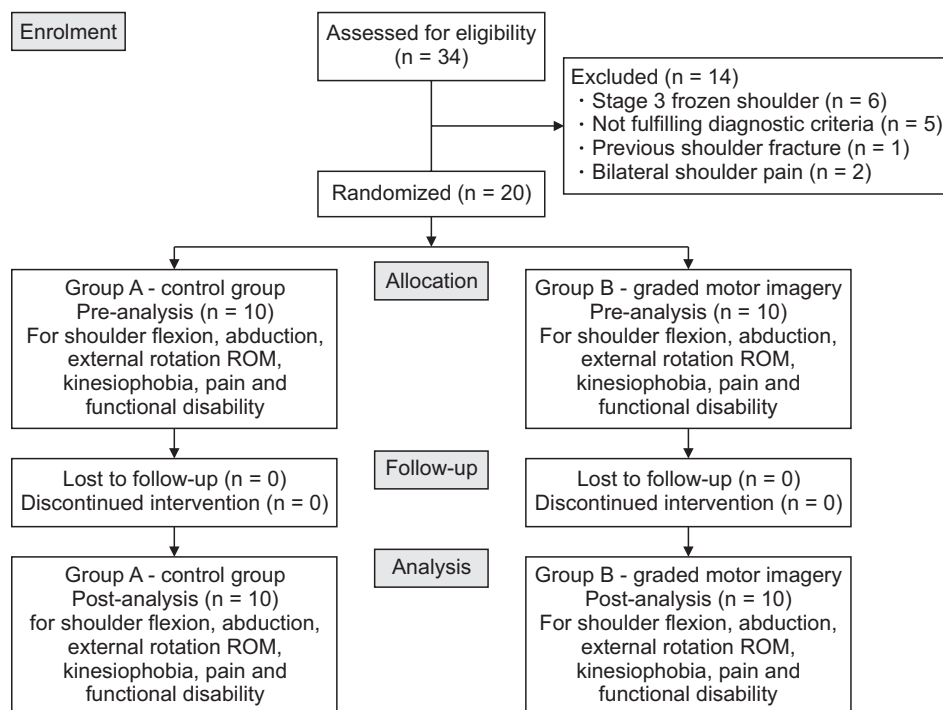 Enrolment
Assessed for eligibility
(n = 34)
Excluded (n = 14)
· Stage 3 frozen shoulder (n = 6)
· Not fulfilling diagnostic criteria (n = 5)
· Previous shoulder fracture (n = 1)
· Bilateral shoulder pain (n = 2)
Randomized (n = 20)
Allocation
Group A - control group
Pre-analysis (n = 10)
For shoulder flexion, abduction,
external rotation ROM,
kinesiophobia, pain and
functional disability
Group B - graded motor imagery
Pre-analysis (n = 10)
For shoulder flexion, abduction,
external rotation ROM,
kinesiophobia, pain and
functional disability
Follow-up
Lost to follow-up (n = 0)
Discontinued intervention (n = 0)
Lost to follow-up (n = 0)
Discontinued intervention (n = 0)
Analysis
Group A - control group
Post-analysis (n = 10)
for shoulder flexion, abduction,
external rotation ROM,
kinesiophobia, pain and
functional disability
Group B - graded motor imagery
Post-analysis (n = 10)
For shoulder flexion, abduction,
external rotation ROM,
kinesiophobia, pain and
functional disability